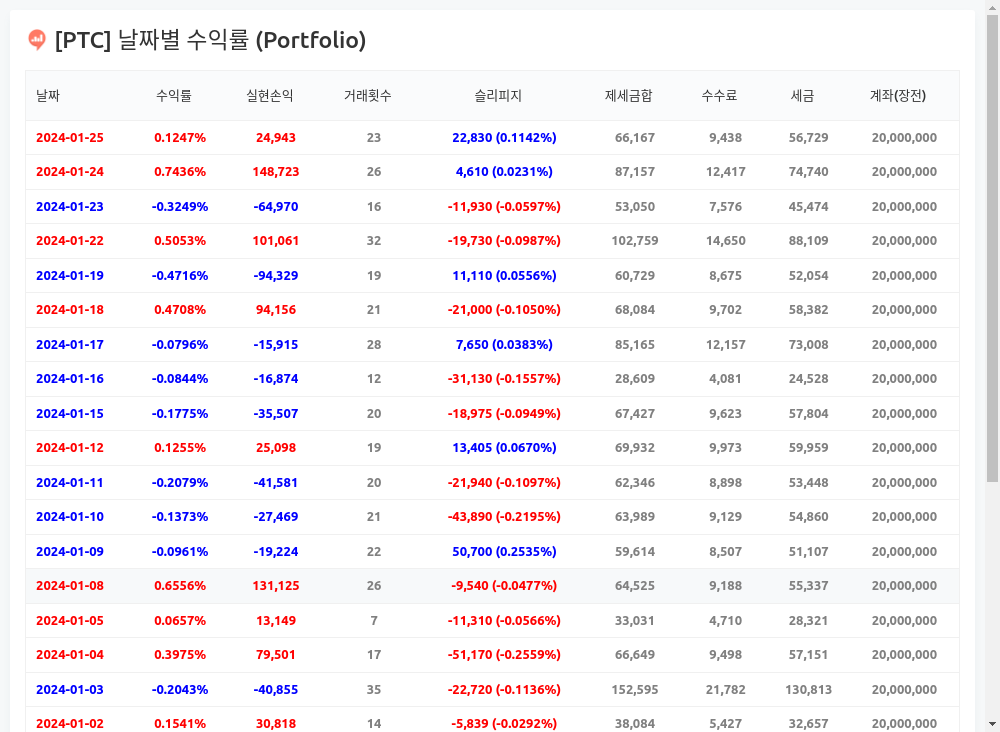 [PTC] 날짜별 수익률 (Portfolio)
날짜 수익률 실현손익 거래횟수 슬리피지 제세금합 수수료 세금 계좌(장전)
2024-01-25 0.1247% 24,943 23 22,830 (0.1142%) 66,167 9,438 56,729 20,000,000
2024-01-24 0.7436% 148,723 26 4,610 (0.0231%) 87,157 12,417 74,740 20,000,000
2024-01-23 -0.3249% -64,970 16 -11,930 (-0.0597%) 53,050 7,576 45,474 20,000,000
2024-01-22 0.5053% 101,061 32 -19,730 (-0.0987%) 102,759 14,650 88,109 20,000,000
2024-01-19 -0.4716% -94,329 19 11,110 (0.0556%) 60,729 8,675 52,054 20,000,000
2024-01-18 0.4708% 94,156 21 -21,000 (-0.1050%) 68,084 9,702 58,382 20,000,000
2024-01-17 -0.0796% -15,915 28 7,650 (0.0383%) 85,165 12,157 73,008 20,000,000
2024-01-16 -0.0844% -16,874 12 -31,130 (-0.1557%) 28,609 4,081 24,528 20,000,000
2024-01-15 -0.1775% -35,507 20 -18,975 (-0.0949%) 67,427 9,623 57,804 20,000,000
2024-01-12 0.1255% 25,098 19 13,405 (0.0670%) 69,932 9,973 59,959 20,000,000
2024-01-11 -0.2079% -41,581 20 -21,940 (-0.1097%) 62,346 8,898 53,448 20,000,000
2024-01-10 -0.1373% -27,469 21 -43,890 (-0.2195%) 63,989 9,129 54,860 20,000,000
2024-01-09 -0.0961% -19,224 22 50,700 (0.2535%) 59,614 8,507 51,107 20,000,000
2024-01-08 0.6556% 131,125 26 -9,540 (-0.0477%) 64,525 9,188 55,337 20,000,000
2024-01-05 0.0657% 13,149 7 -11,310 (-0.0566%) 33,031 4,710 28,321 20,000,000
2024-01-04 0.3975% 79,501 17 -51,170 (-0.2559%) 66,649 9,498 57,151 20,000,000
2024-01-03 -0.2043% -40,855 35 -22,720 (-0.1136%) 152,595 21,782 130,813 20,000,000
2024-01-02 0.1541% 30,818 14 -5,839 (-0.0292%) 38,084 5,427 32,657 20,000,000